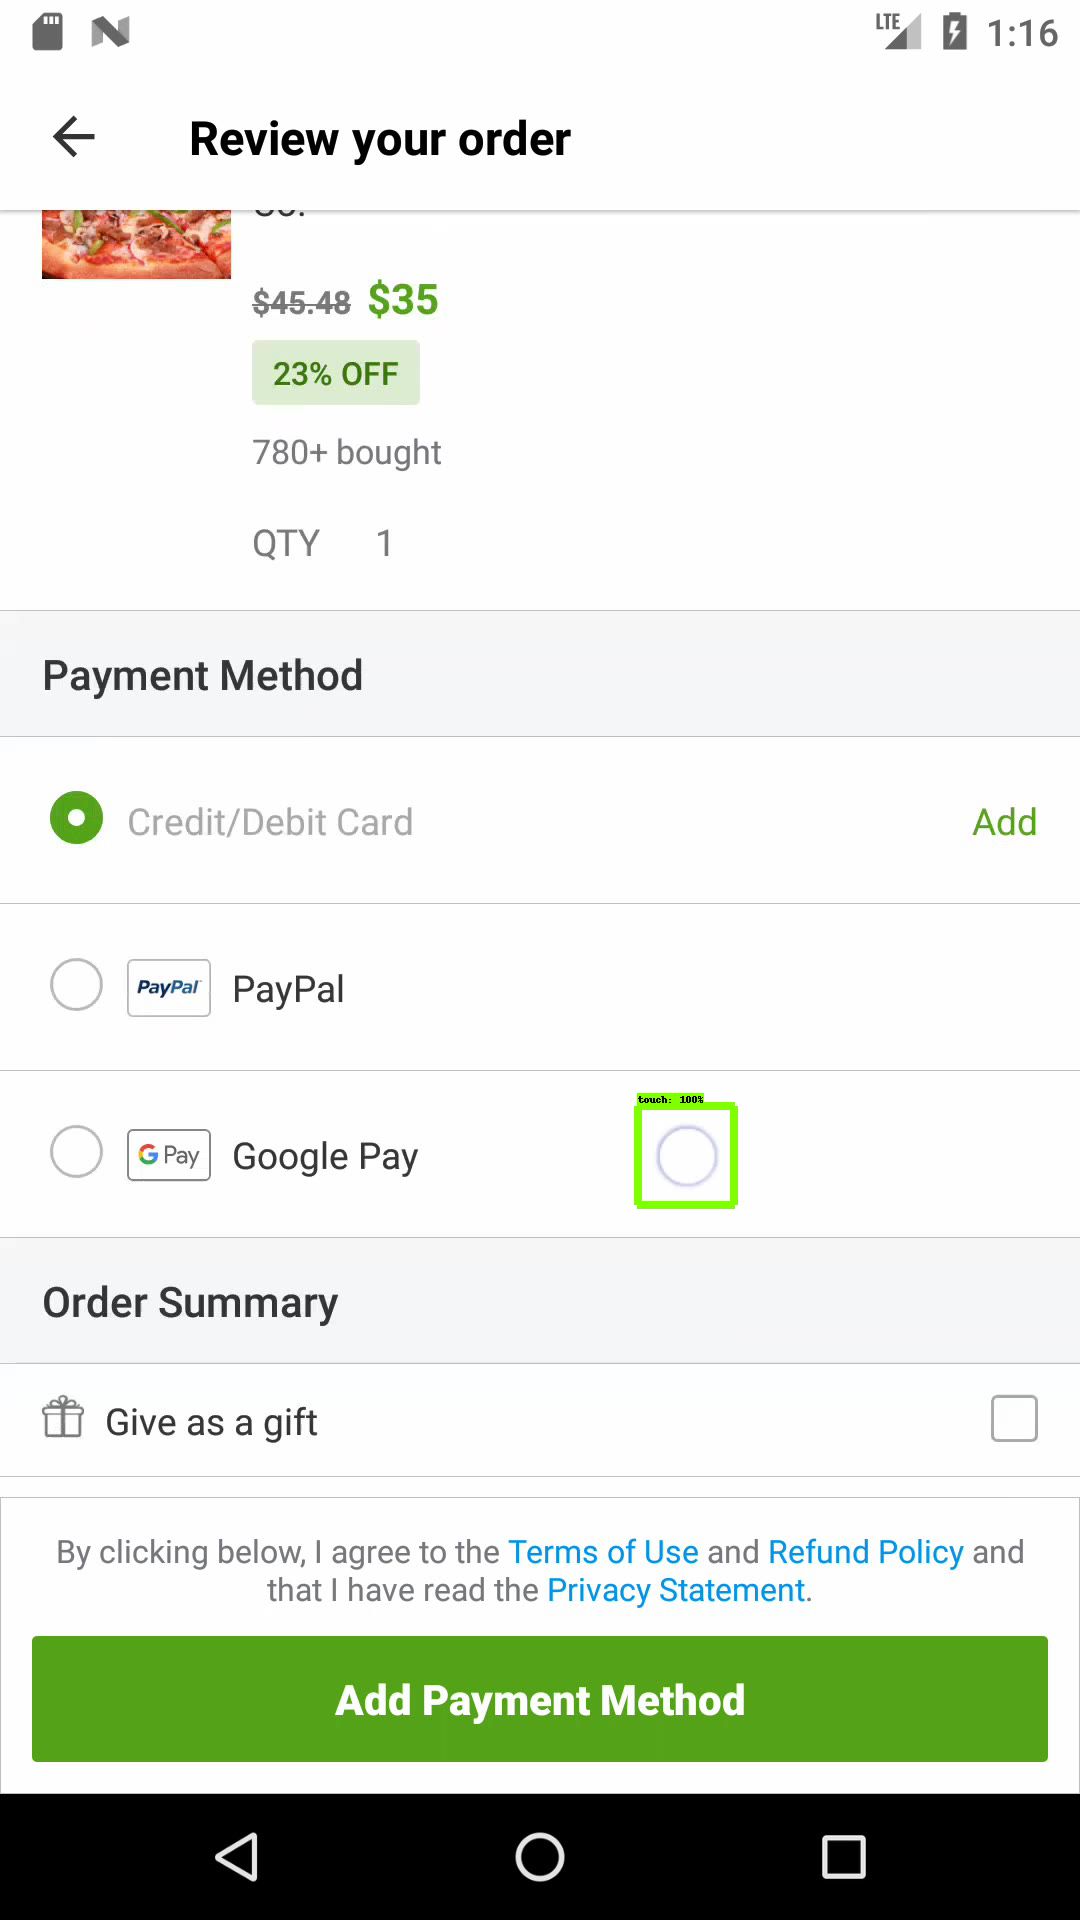 LTE 1:16
Review your order
$45.48 $35
23% OFF
780+ bought
QTY 1
Payment Method
Credit/Debit Card Add
PayPal PayPal
touch: 100%
G Pay Google Pay
Order Summary
Give as a gift
By clicking below, I agree to the Terms of Use and Refund Policy and
that I have read the Privacy Statement.
Add Payment Method